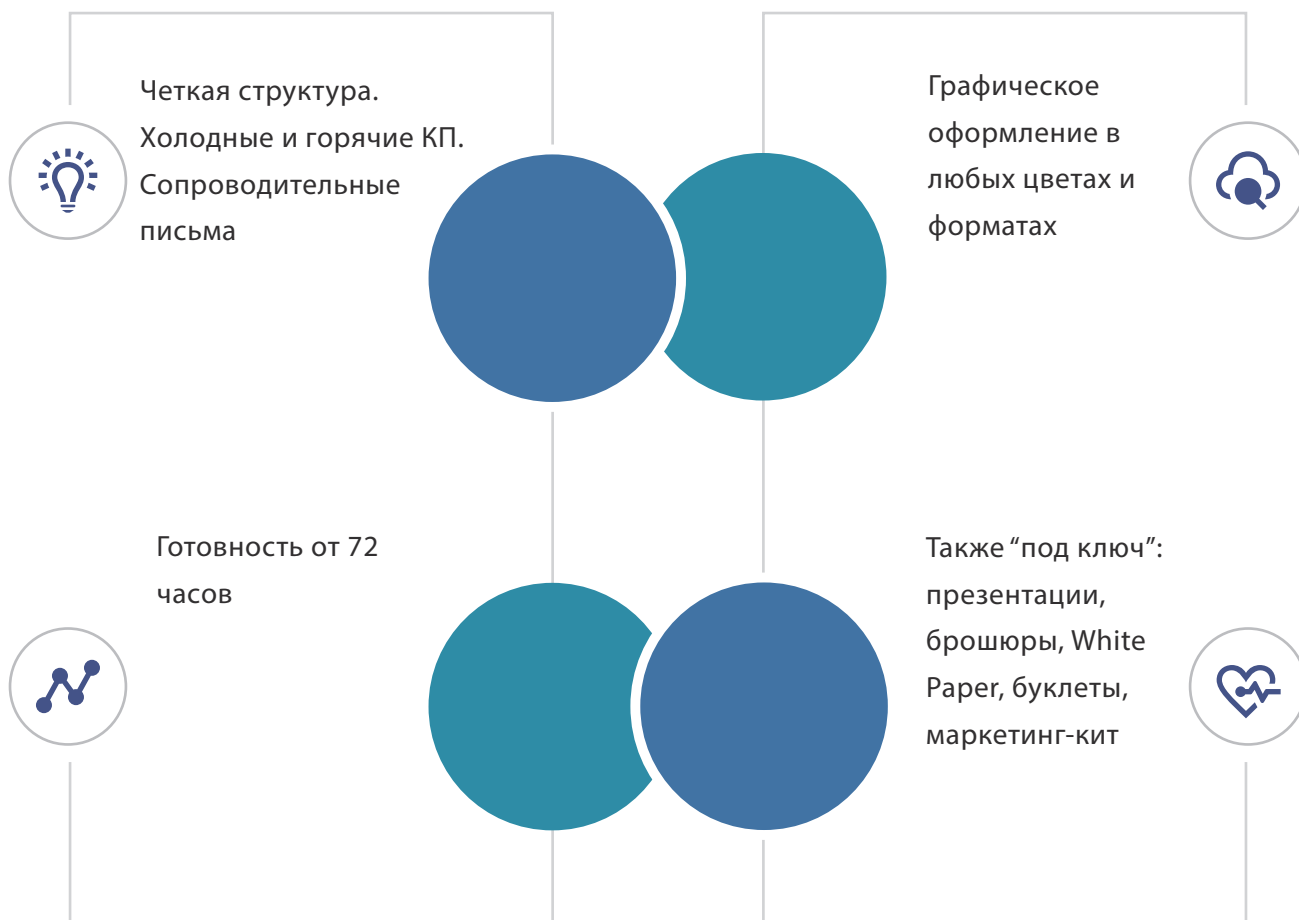 Четкая структура.
Холодные и горячие КП.
Сопроводительные
письма
Графическое
оформление в
любых цветах и
форматах
Готовность от 72
часов
Также “под ключ”:
презентации,
брошюры, White
Paper, буклеты,
маркетинг-кит